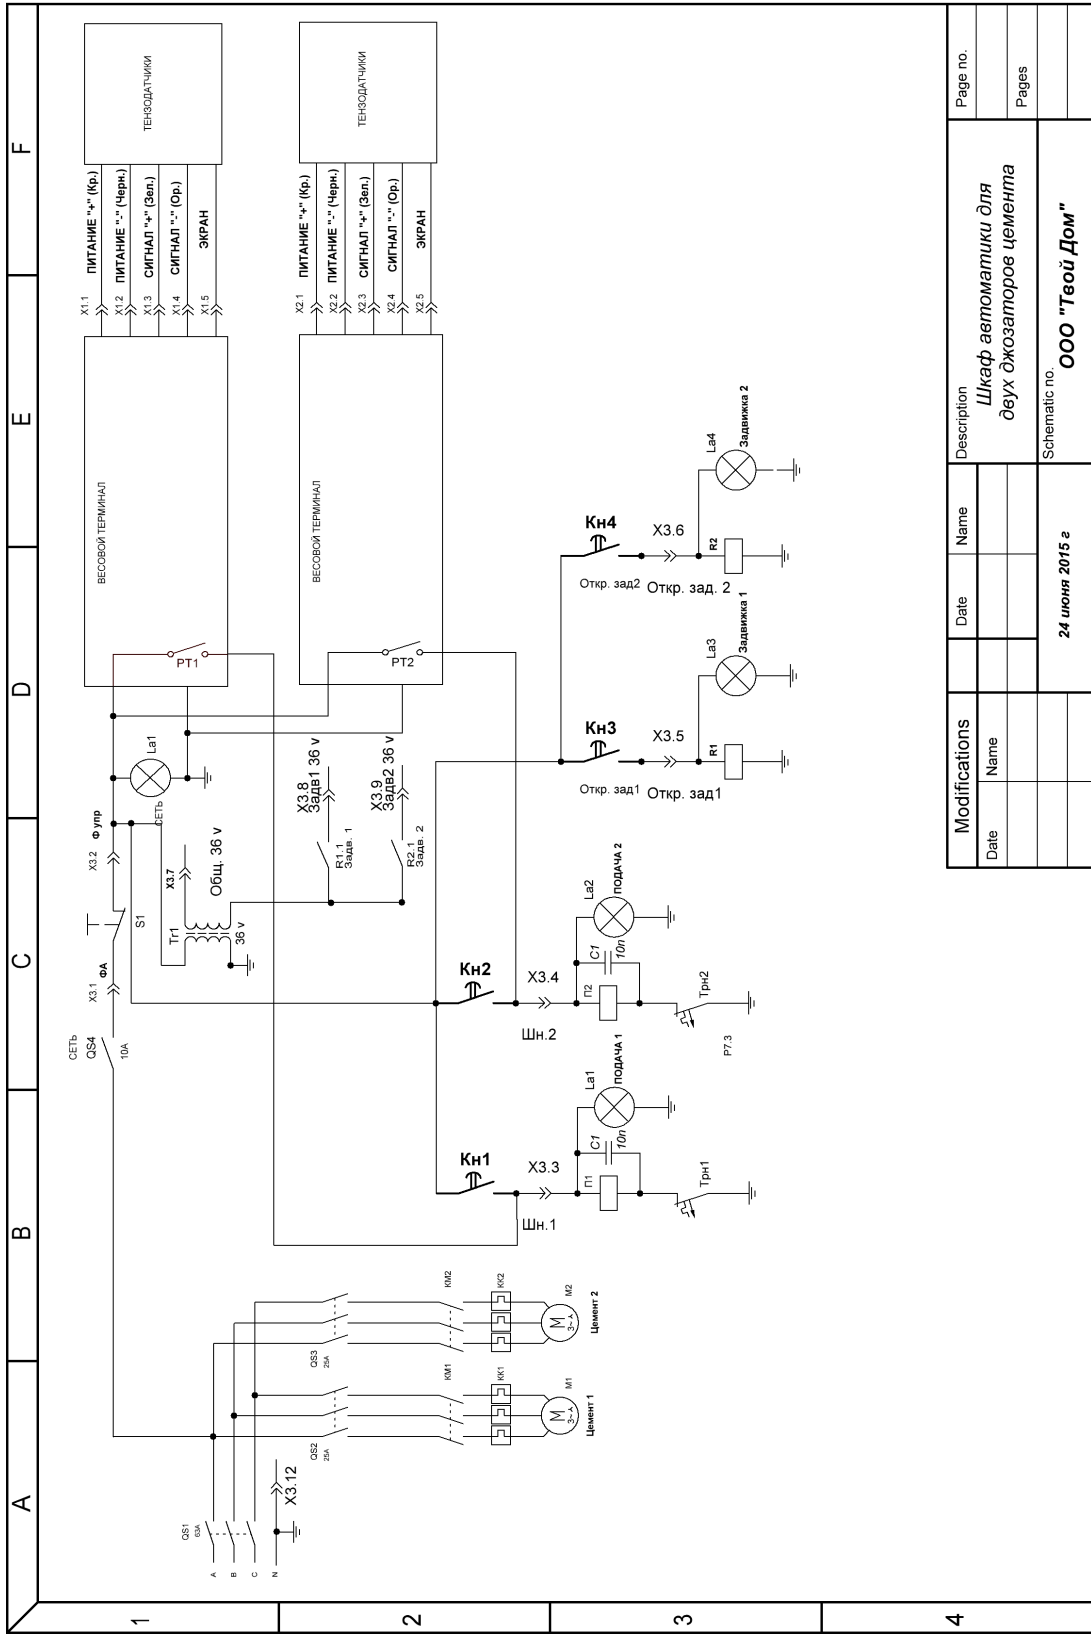 A
B
C
D
E
F
1
2
3
4
QS1
63A
A
B
C
N
X3.12
QS2
25A
QS3
25A
KM1
KM2
КК1
КК2
M
3~
M1
Цемент 1
M
3~
M2
Цемент 2
СЕТЬ
QS4
10A
X3.1
ФА
S1
X3.2
Ф упр
La1
СЕТЬ
Tr1
36 v
X3.7
Общ. 36 v
X3.8
Задв1 36 v
R1.1
Задв. 1
X3.9
Задв2 36 v
R2.1
Задв. 2
ВЕСОВОЙ ТЕРМИНАЛ
PT1
X1.1
ПИТАНИЕ "+" (Кр.)
X1.2
ПИТАНИЕ "-" (Черн.)
X1.3
СИГНАЛ "+" (Зел.)
X1.4
СИГНАЛ "-" (Ор.)
X1.5
ЭКРАН
ТЕНЗОДАТЧИКИ
ВЕСОВОЙ ТЕРМИНАЛ
PT2
X2.1
ПИТАНИЕ "+" (Кр.)
X2.2
ПИТАНИЕ "-" (Черн.)
X2.3
СИГНАЛ "+" (Зел.)
X2.4
СИГНАЛ "-" (Ор.)
X2.5
ЭКРАН
ТЕНЗОДАТЧИКИ
Кн1
X3.3
Шн.1
П1
C1
10n
La1
ПОДАЧА 1
Трн1
Кн2
X3.4
Шн.2
П2
C1
10n
La2
ПОДАЧА 2
Трн2
P7.3
Кн3
Откр. зад1
X3.5
Откр. зад1
R1
La3
Задвижка 1
Кн4
Откр. зад2
X3.6
Откр. зад. 2
R2
La4
Задвижка 2
Modifications
Date
Name
Date
Name
24 июня 2015 г
Description
Шкаф автоматики для
двух джозаторов цемента
Schematic no.
ООО "Твой Дом"
Page no.
Pages